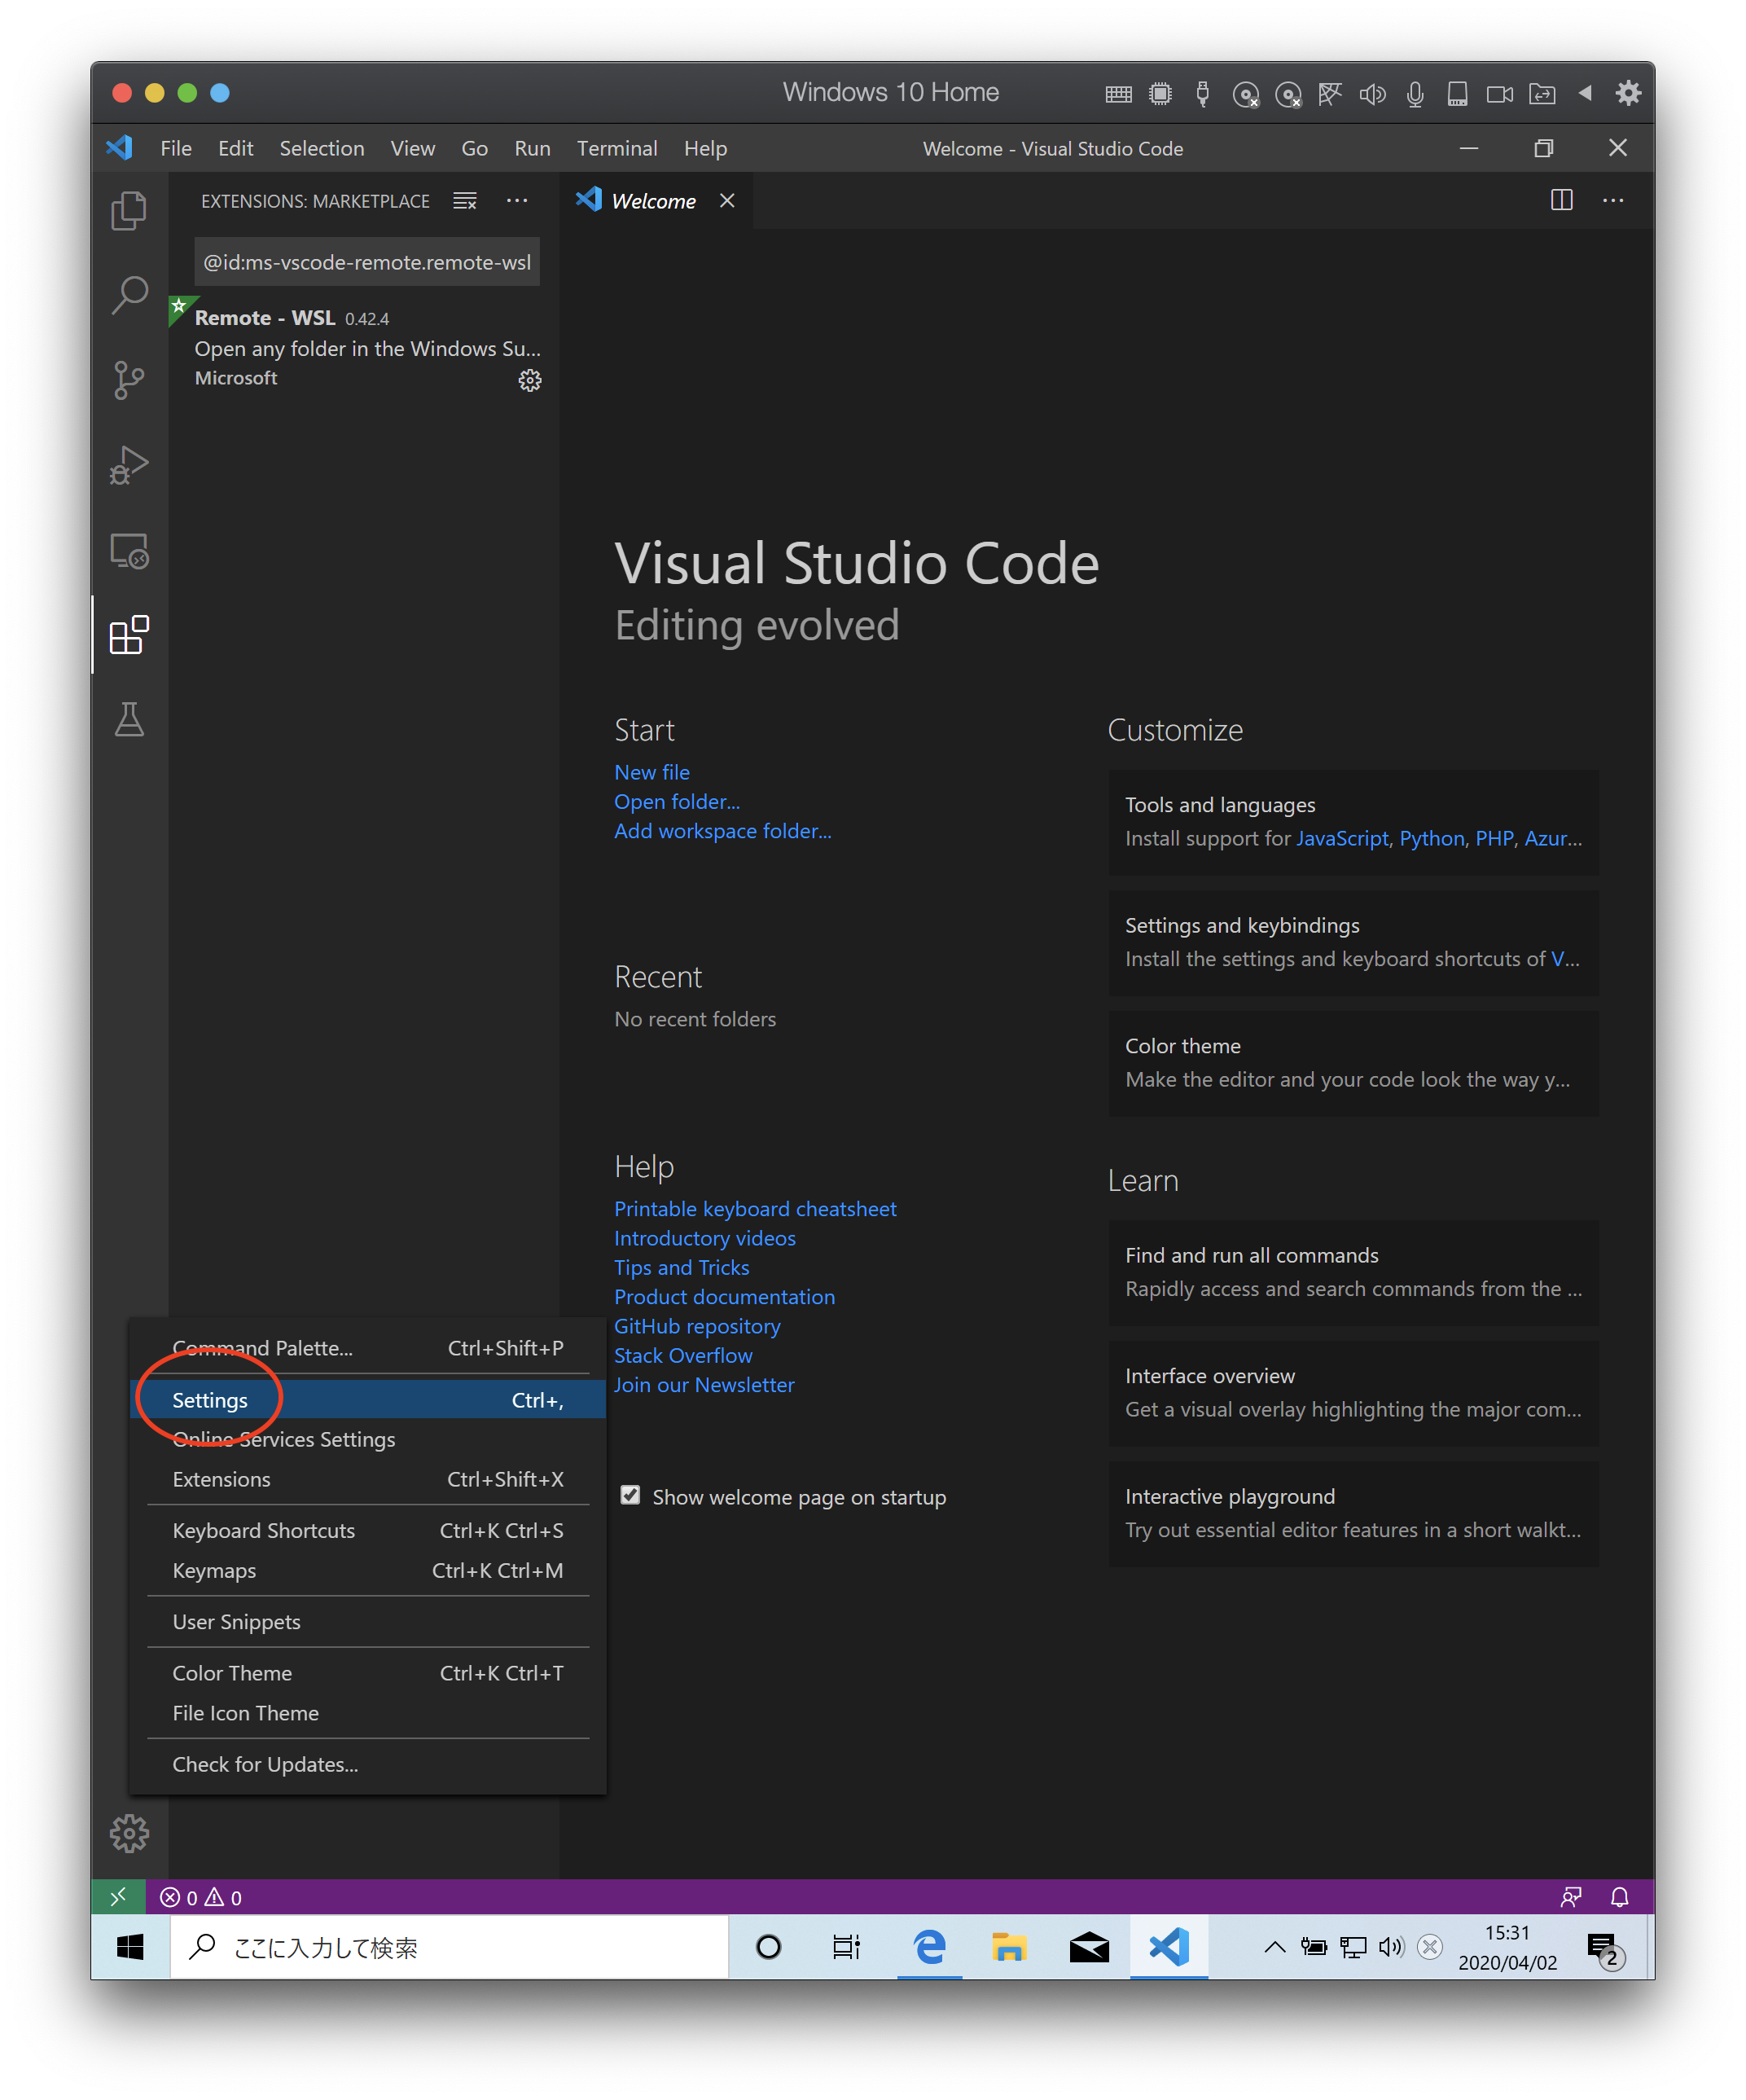 Windows 10 Home
File Edit Selection View Go Run Terminal Help
Welcome - Visual Studio Code
EXTENSIONS: MARKETPLACE
Welcome
@id:ms-vscode-remote.remote-wsl
Remote - WSL 0.42.4
Open any folder in the Windows Su...
Microsoft
Visual Studio Code
Editing evolved
Start
New file
Open folder...
Add workspace folder...
Recent
No recent folders
Help
Printable keyboard cheatsheet
Introductory videos
Tips and Tricks
Product documentation
GitHub repository
Stack Overflow
Join our Newsletter
Show welcome page on startup
Customize
Tools and languages
Install support for JavaScript, Python, PHP, Azur...
Settings and keybindings
Install the settings and keyboard shortcuts of V...
Color theme
Make the editor and your code look the way y...
Learn
Find and run all commands
Rapidly access and search commands from the ...
Interface overview
Get a visual overlay highlighting the major com...
Interactive playground
Try out essential editor features in a short walkt...
Command Palette... Ctrl+Shift+P
Settings Ctrl+,
Online Services Settings
Extensions Ctrl+Shift+X
Keyboard Shortcuts Ctrl+K Ctrl+S
Keymaps Ctrl+K Ctrl+M
User Snippets
Color Theme Ctrl+K Ctrl+T
File Icon Theme
Check for Updates...
0 0
ここに入力して検索
15:31
2020/04/02
2